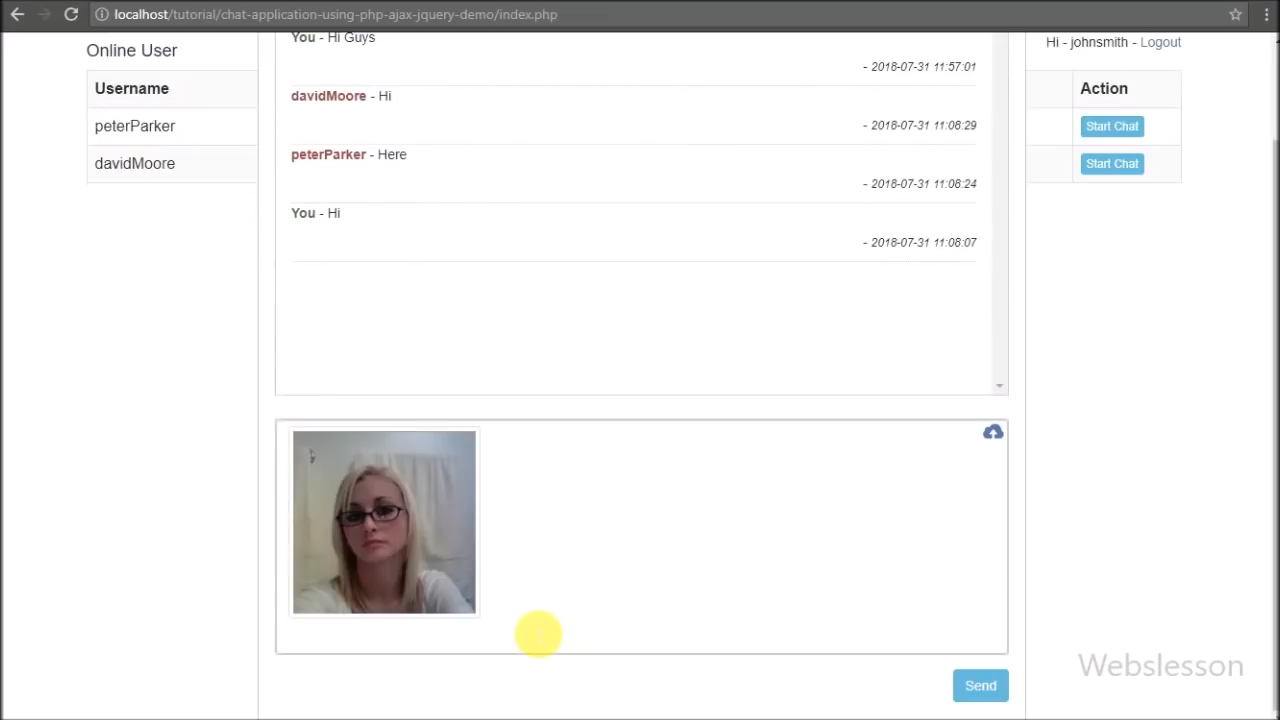 localhost/tutorial/chat-application-using-php-ajax-jquery-demo/index.php
Online User
Hi - johnsmith - Logout
Username
Action
peterParker
Start Chat
davidMoore
Start Chat
You - Hi Guys
- 2018-07-31 11:57:01
davidMoore - Hi
- 2018-07-31 11:08:29
peterParker - Here
- 2018-07-31 11:08:24
You - Hi
- 2018-07-31 11:08:07
Send
Webslesson